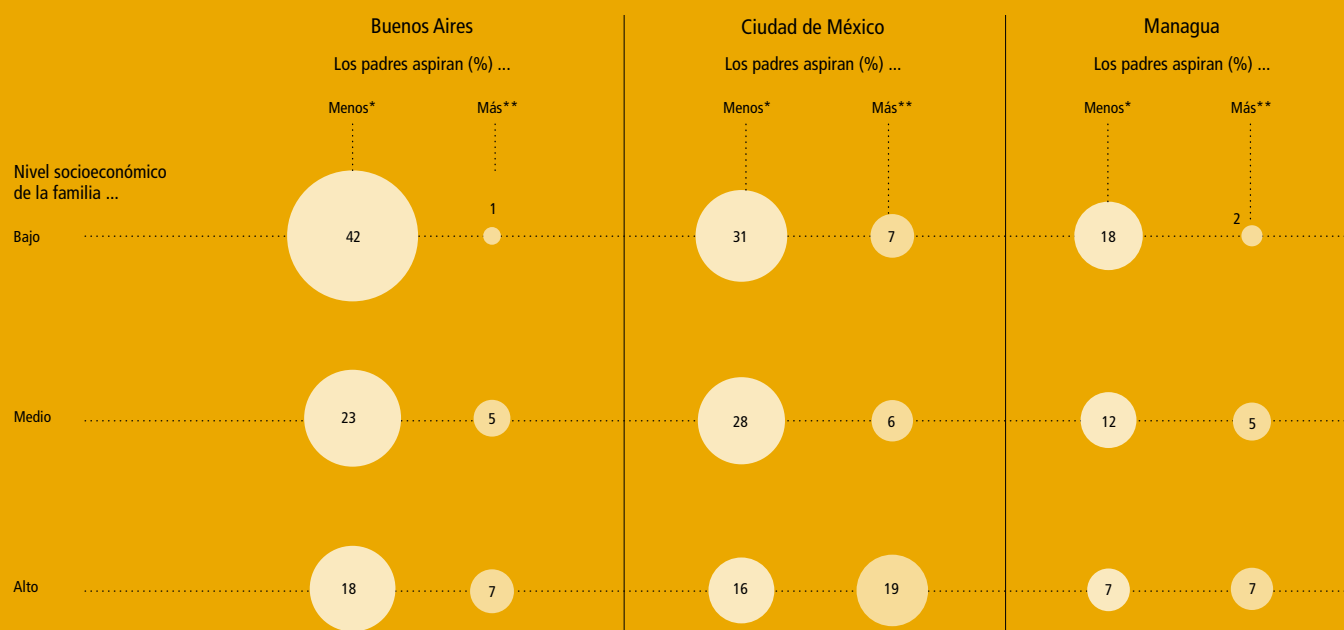 Buenos Aires
Ciudad de México
Managua
Los padres aspiran (%) ...
Los padres aspiran (%) ...
Los padres aspiran (%) ...
Menos*
Más**
Menos*
Más**
Menos*
Más**
Nivel socioeconómico
de la familia ...
Bajo
42
1
31
7
18
2
Medio
23
5
28
6
12
5
Alto
18
7
16
19
7
7